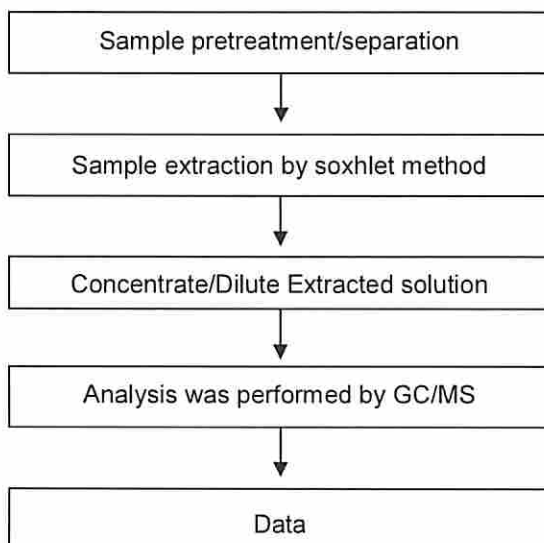 Sample pretreatment/separation
Sample extraction by soxhlet method
Concentrate/Dilute Extracted solution
Analysis was performed by GC/MS
Data